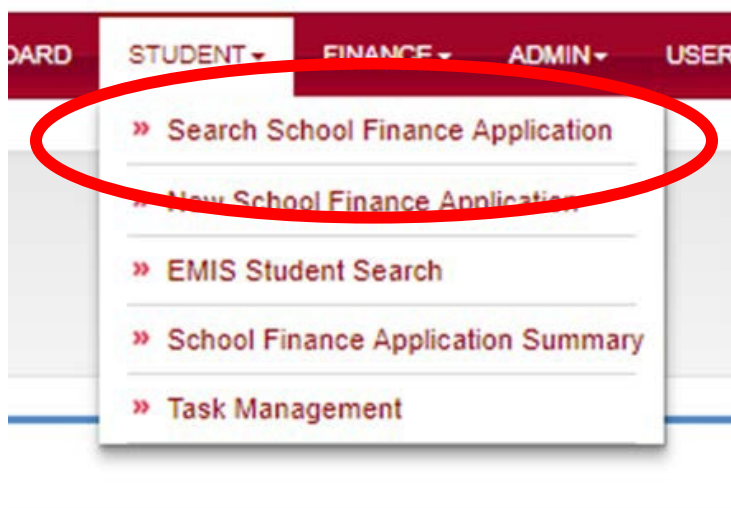 OARD STUDENT FINANCE ADMIN USER
» Search School Finance Application
» New School Finance Application
» EMIS Student Search
» School Finance Application Summary
» Task Management